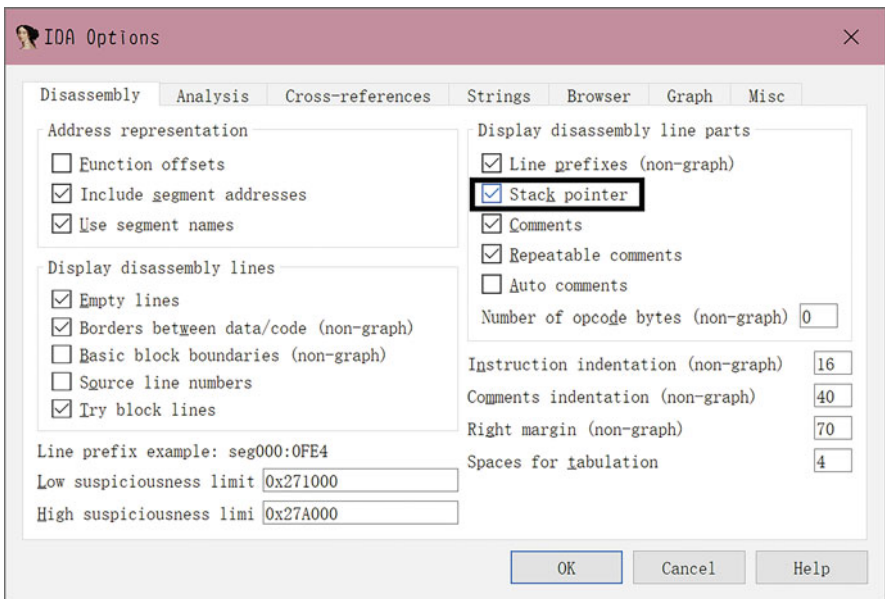 IDA Options
Disassembly Analysis Cross-references Strings Browser Graph Misc
Address representation
Function offsets
Include segment addresses
Use segment names
Display disassembly lines
Empty lines
Borders between data/code (non-graph)
Basic block boundaries (non-graph)
Source line numbers
Try block lines
Line prefix example: seg000:0FE4
Low suspiciousness limit 0x271000
High suspiciousness limi 0x27A000
Display disassembly line parts
Line prefixes (non-graph)
Stack pointer
Comments
Repeatable comments
Auto comments
Number of opcode bytes (non-graph) 0
Instruction indentation (non-graph) 16
Comments indentation (non-graph) 40
Right margin (non-graph) 70
Spaces for tabulation 4
OK Cancel Help